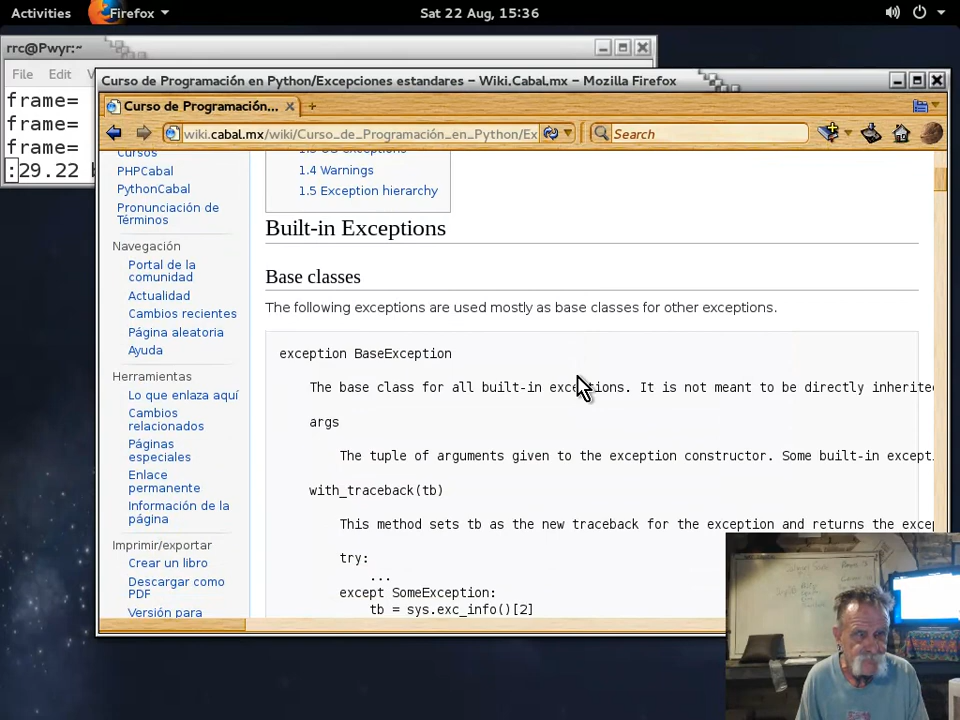 Activities Firefox Sat 22 Aug, 15:36
rrc@Pwyr:~
File Edit
frame=
frame=
frame=
:29.22
Curso de Programación en Python/Excepciones estandares – Wiki.Cabal.mx – Mozilla Firefox
Curso de Programación...
wiki.cabal.mx/wiki/Curso_de_Programación_en_Python/Ex
Search
Cursos
PHPCabal
PythonCabal
Pronunciación de
Términos
Navegación
Portal de la
comunidad
Actualidad
Cambios recientes
Página aleatoria
Ayuda
Herramientas
Lo que enlaza aquí
Cambios
relacionados
Páginas
especiales
Enlace
permanente
Información de la
página
Imprimir/exportar
Crear un libro
Descargar como
PDF
Versión para
1.4 Warnings
1.5 Exception hierarchy
Built-in Exceptions
Base classes
The following exceptions are used mostly as base classes for other exceptions.
exception BaseException
The base class for all built-in exceptions. It is not meant to be directly inherite
args
The tuple of arguments given to the exception constructor. Some built-in except
with_traceback(tb)
This method sets tb as the new traceback for the exception and returns the exce
try:
...
except SomeException:
tb = sys.exc_info()[2]